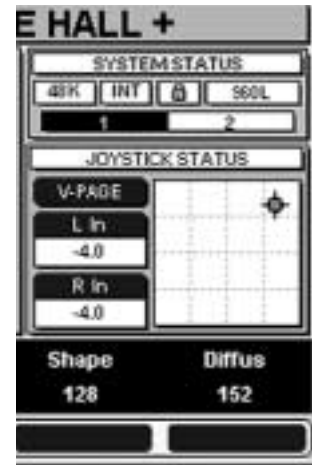 E HALL +
SYSTEM STATUS
48K INT 960L
1 2
JOYSTICK STATUS
V-PAGE
L In
-4.0
R In
-4.0
Shape Diffus
128 152